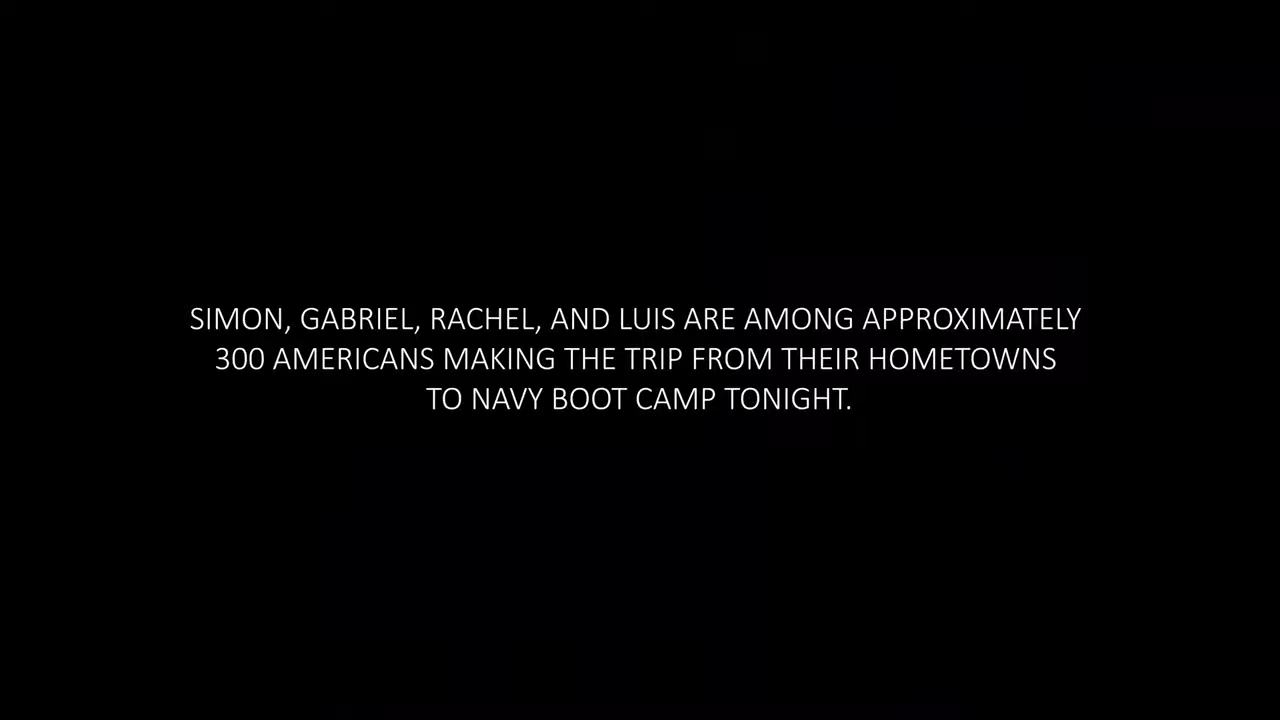 SIMON, GABRIEL, RACHEL, AND LUIS ARE AMONG APPROXIMATELY
300 AMERICANS MAKING THE TRIP FROM THEIR HOMETOWNS
TO NAVY BOOT CAMP TONIGHT.